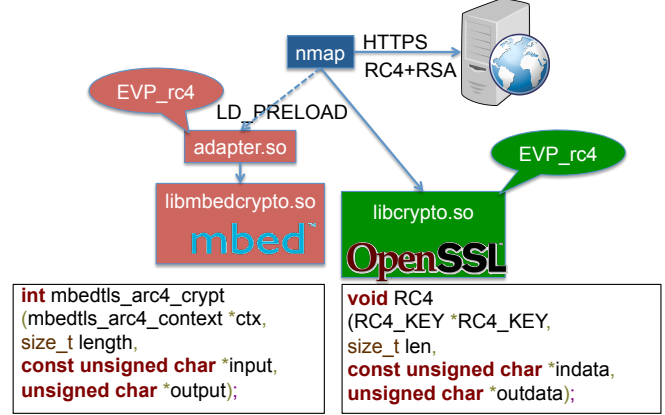 nmap
HTTPS
RC4+RSA
EVP_rc4
LD_PRELOAD
adapter.so
EVP_rc4
libmbedcrypto.so
mbed™
libcrypto.so
OpenSSL
int mbedtls_arc4_crypt
(mbedtls_arc4_context *ctx,
size_t length,
const unsigned char *input,
unsigned char *output);
void RC4
(RC4_KEY *RC4_KEY,
size_t len,
const unsigned char *indata,
unsigned char *outdata);